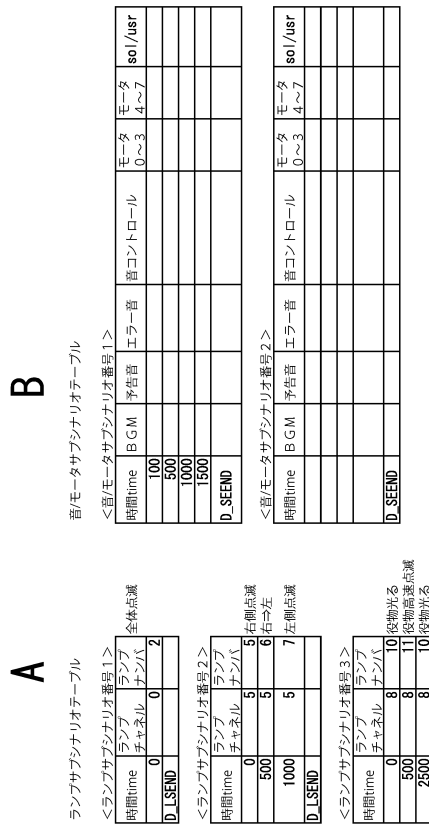 A
ランプサブシナリオテーブル
＜ランプサブシナリオ番号１＞
時間time ランプチャネル ランプナンバ
0 0 2 全体点滅
D_LSEND
＜ランプサブシナリオ番号２＞
時間time ランプチャネル ランプナンバ
0 5 5 右側点滅
500 5 6 右⇒左
1000 5 7 左側点滅
D_LSEND
＜ランプサブシナリオ番号３＞
時間time ランプチャネル ランプナンバ
0 8 10 役物光る
500 8 11 役物高速点滅
2500 8 10 役物光る
B
音/モータサブシナリオテーブル
＜音/モータサブシナリオ番号１＞
時間time BGM 予告音 エラー音 音コントロール モータ0～3 モータ4～7 sol/usr
100
500
1000
1500
D_SEEND
＜音/モータサブシナリオ番号２＞
時間time BGM 予告音 エラー音 音コントロール モータ0～3 モータ4～7 sol/usr
D_SEEND